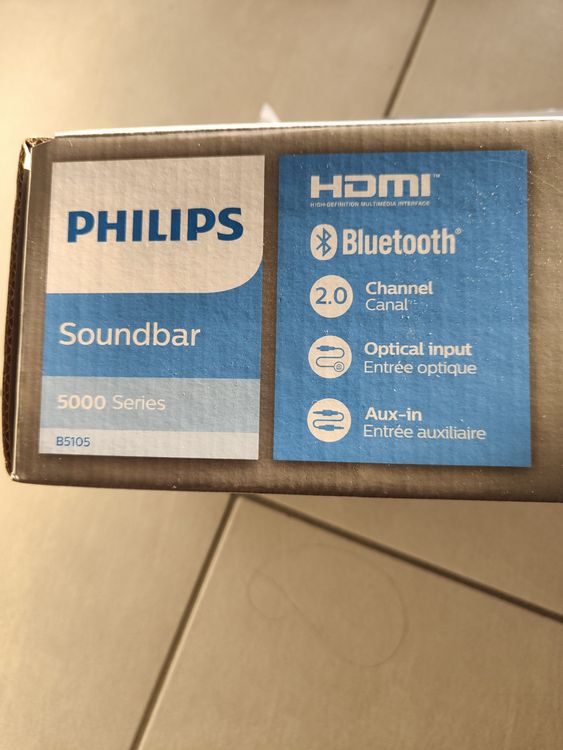 PHILIPS
Soundbar
5000 Series
B5105
HDMI™
HIGH-DEFINITION MULTIMEDIA INTERFACE
Bluetooth®
2.0 Channel
Canal
Optical input
Entrée optique
Aux-in
Entrée auxiliaire